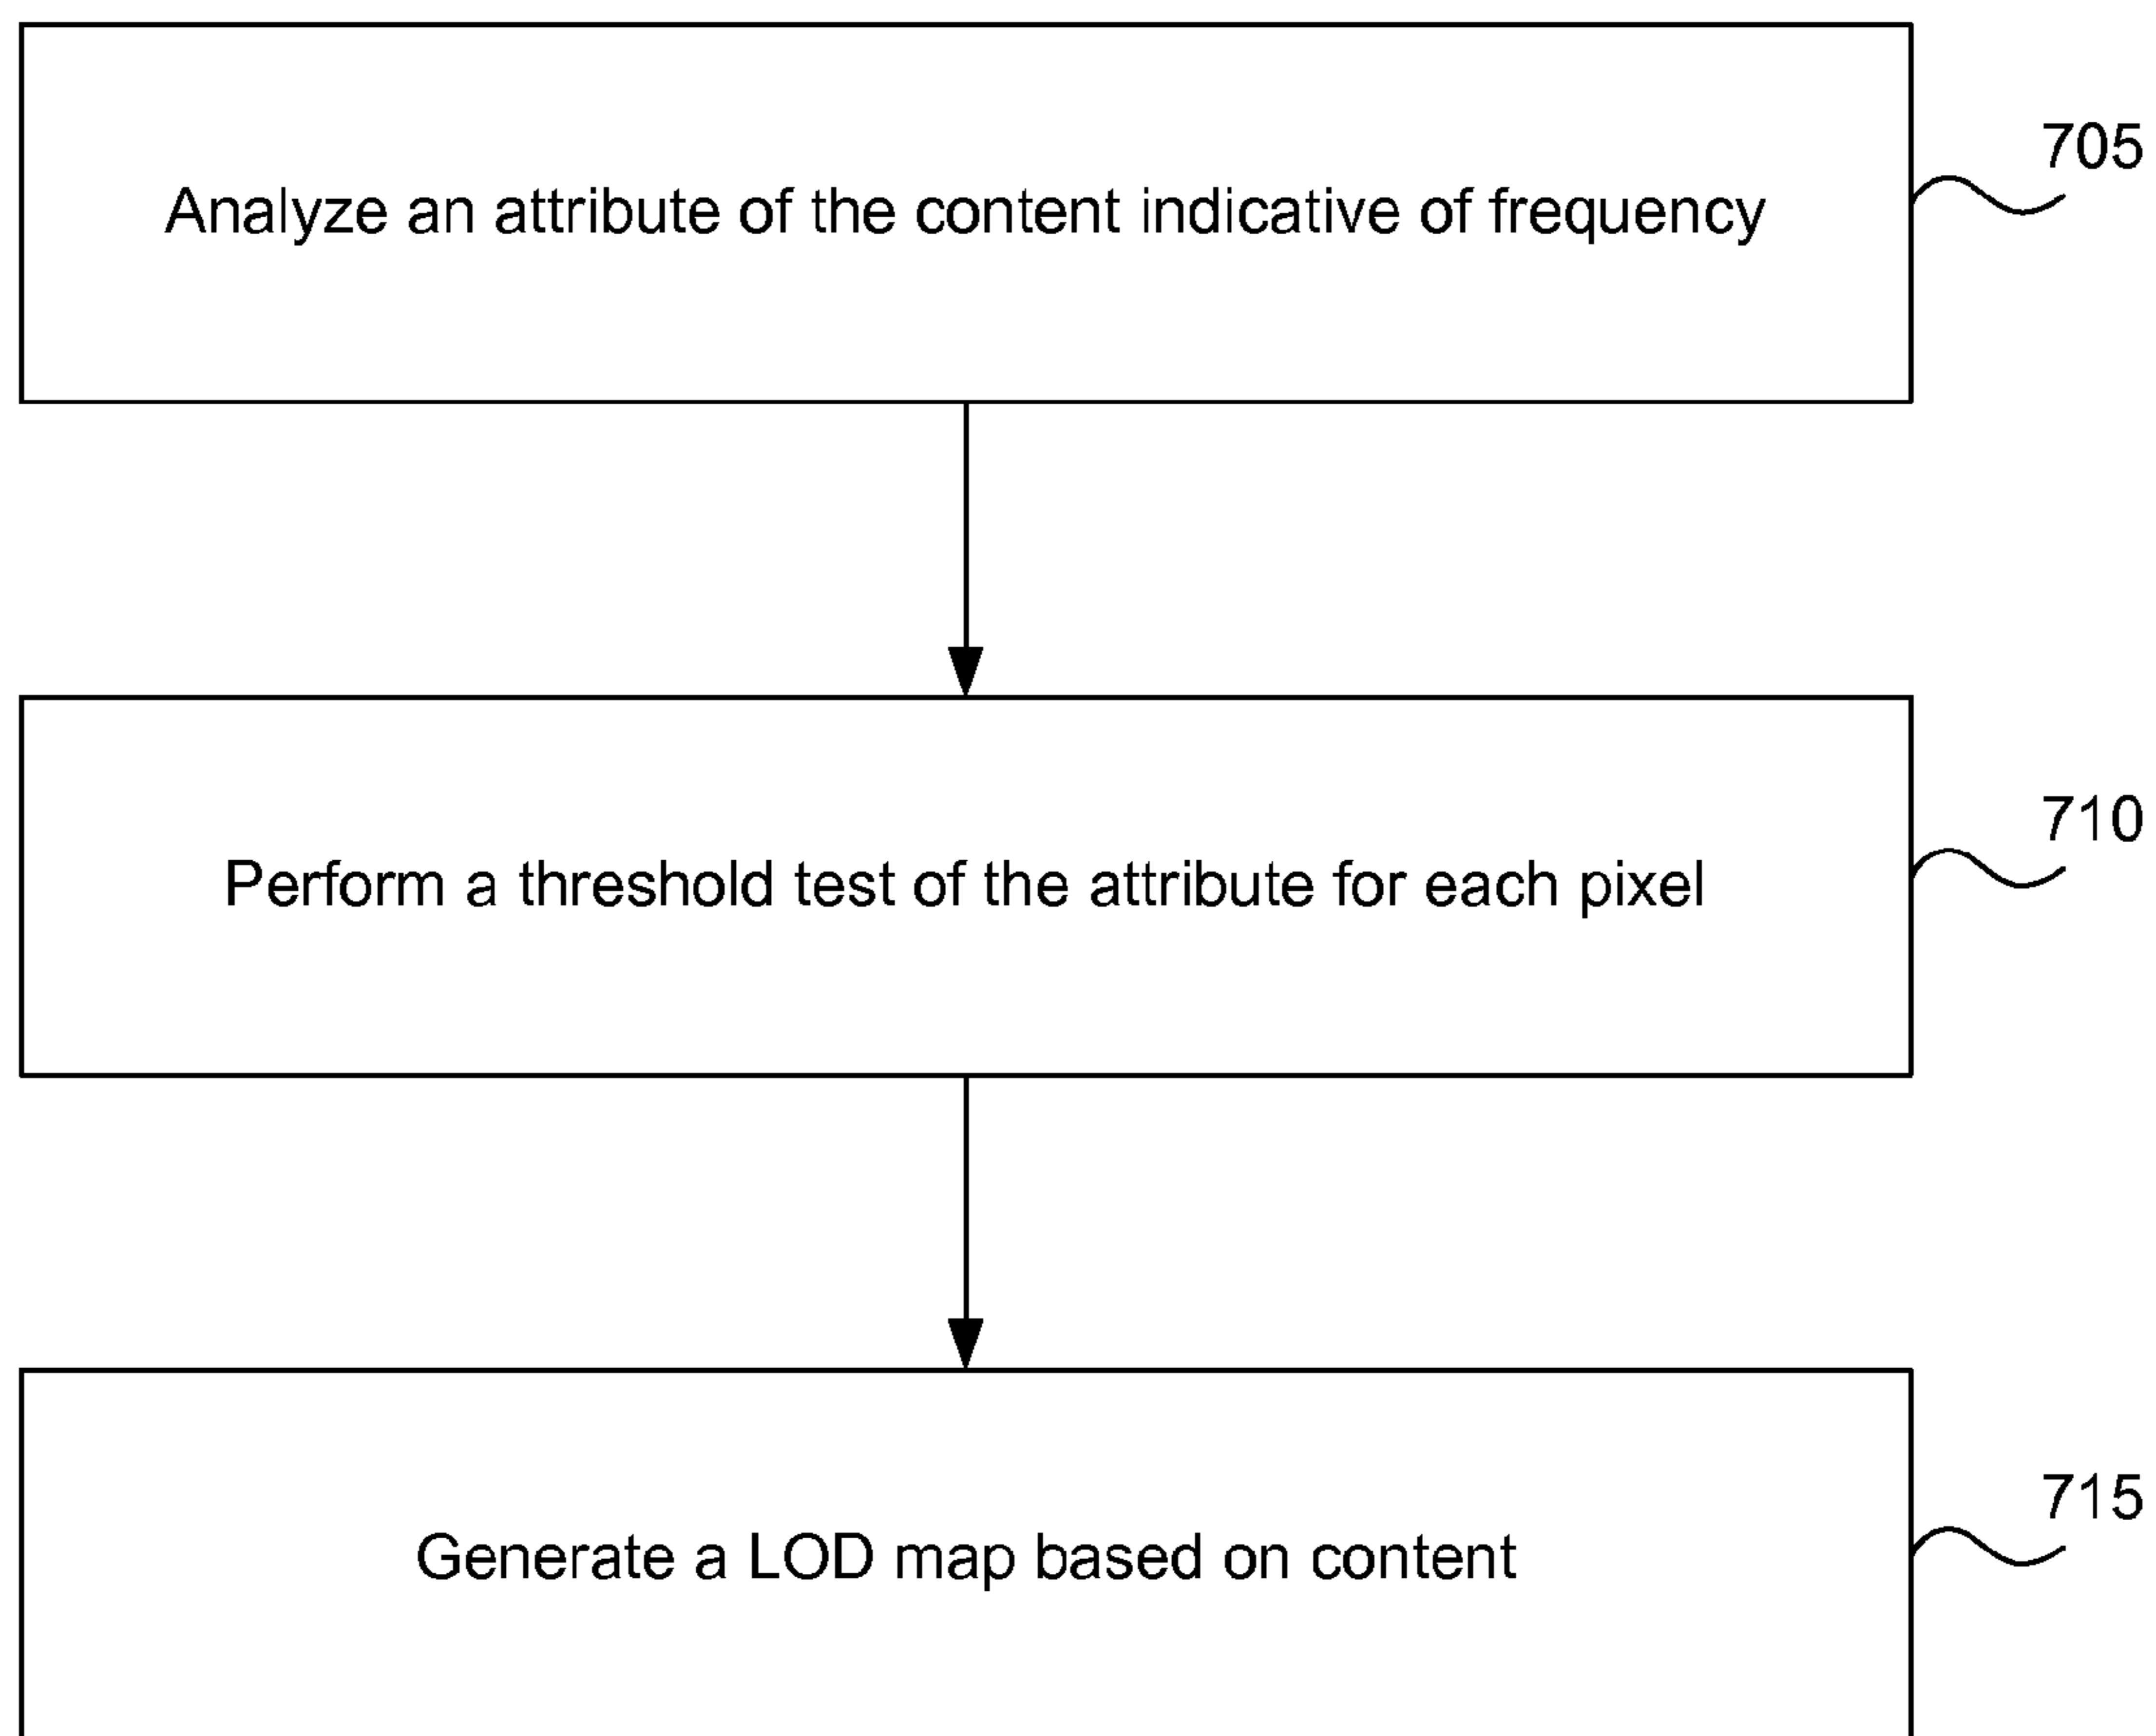 705
Analyze an attribute of the content indicative of frequency
710
Perform a threshold test of the attribute for each pixel
715
Generate a LOD map based on content